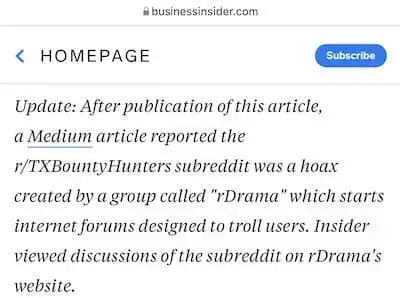 businessinsider.com
HOMEPAGE
Subscribe
Update: After publication of this article,
a Medium article reported the
r/TXBountyHunters subreddit was a hoax
created by a group called "rDrama" which starts
internet forums designed to troll users. Insider
viewed discussions of the subreddit on rDrama's
website.